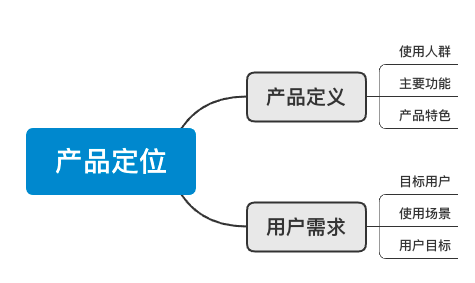 产品定位
产品定义
使用人群
主要功能
产品特色
用户需求
目标用户
使用场景
用户目标